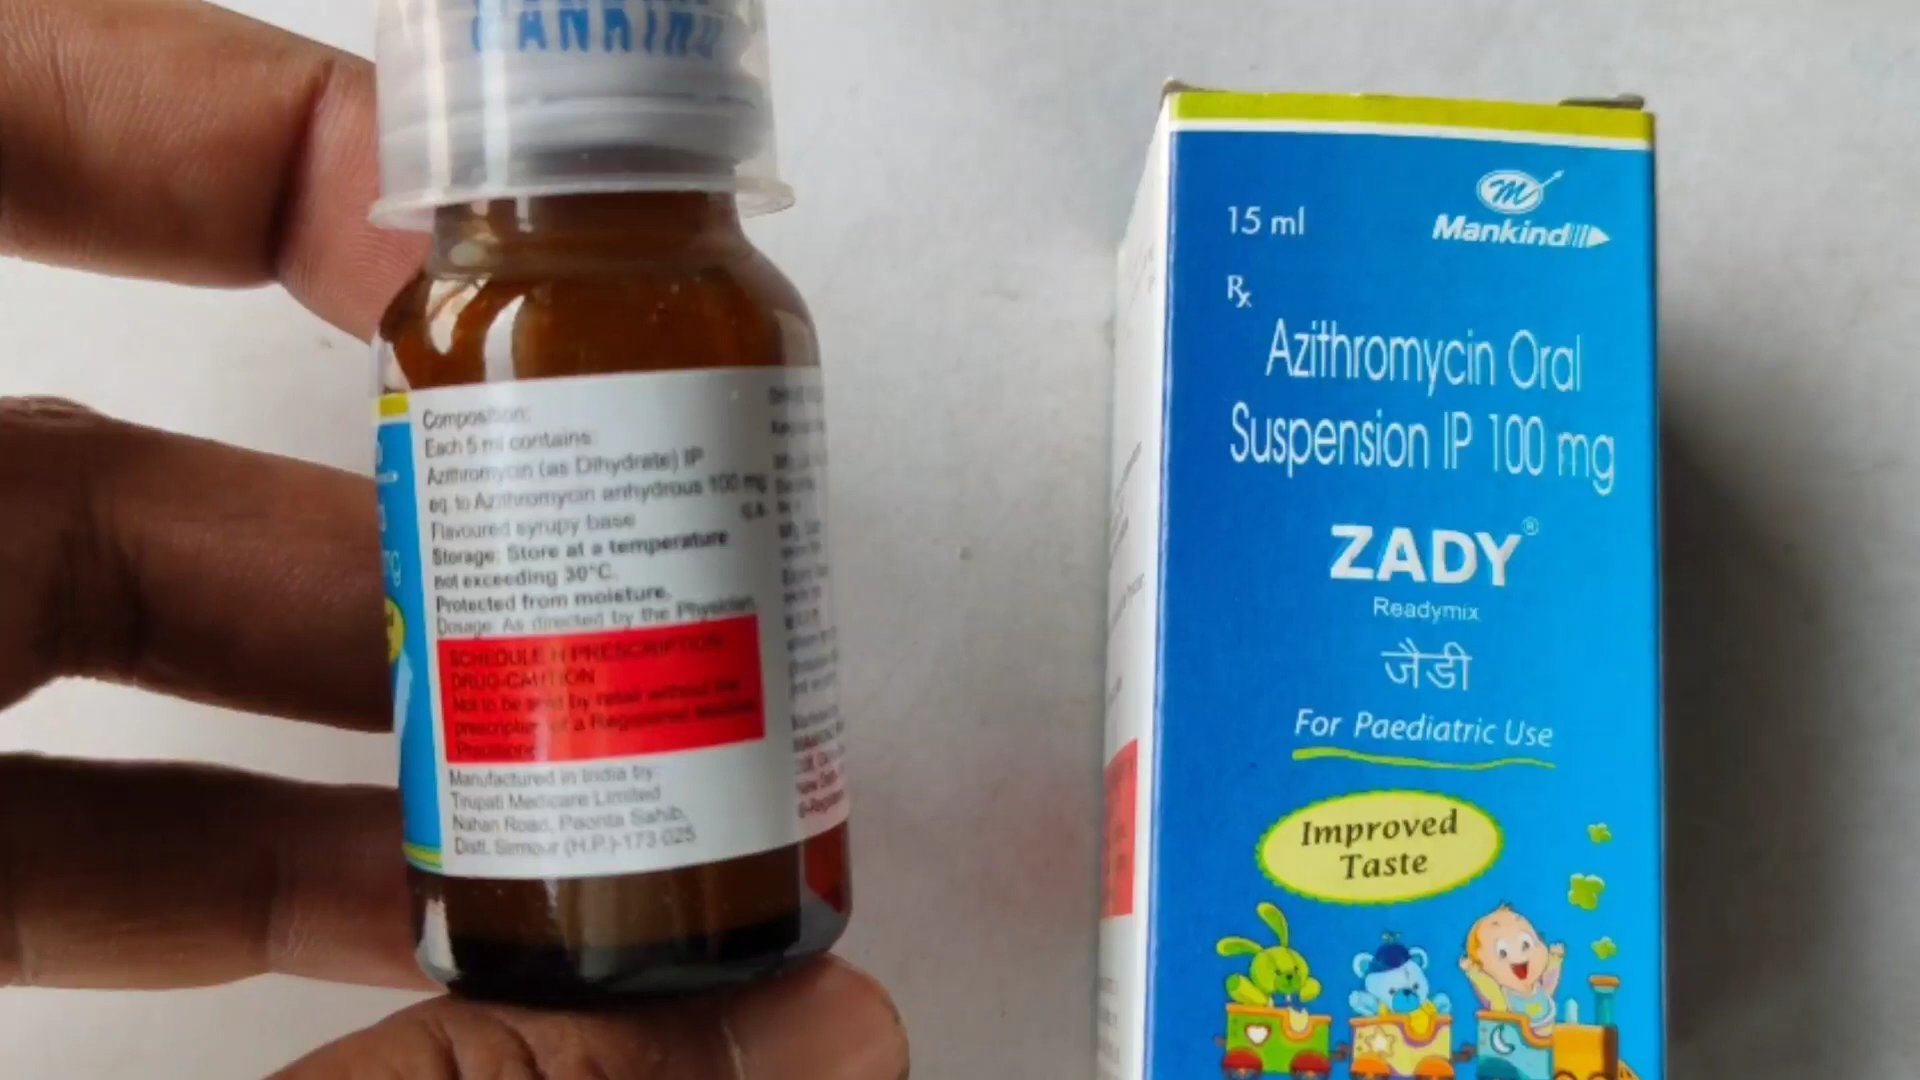 MANKIND
Composition:
Each 5 ml contains:
Azithromycin (as Dihydrate) IP
eq. to Azithromycin anhydrous 100 mg
Flavoured syrupy base q.s.
Storage: Store at a temperature
not exceeding 30°C.
Protected from moisture.
Dosage: As directed by the Physician.
SCHEDULE H PRESCRIPTION
DRUG-CAUTION
Not to be sold by retail without the
prescription of a Registered Medical
Practitioner
Manufactured in India by:
Tirupati Medicare Limited
Nahan Road, Paonta Sahib,
Distt. Sirmour (H.P.)-173 025
15 ml
Mankind
Rx
Azithromycin Oral
Suspension IP 100 mg
ZADY®
Readymix
जैडी
For Paediatric Use
Improved
Taste